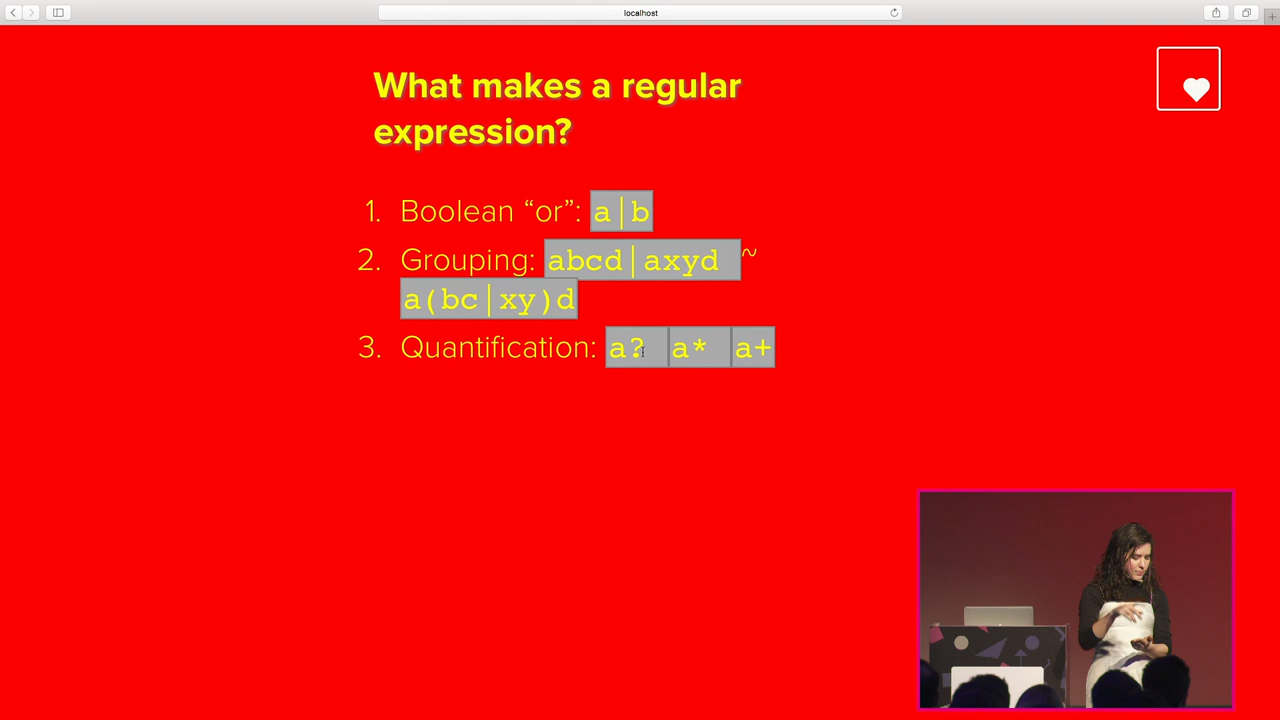 localhost
What makes a regular
expression?
1. Boolean “or”: a|b
2. Grouping: abcd|axyd ~
a(bc|xy)d
3. Quantification: a? a* a+